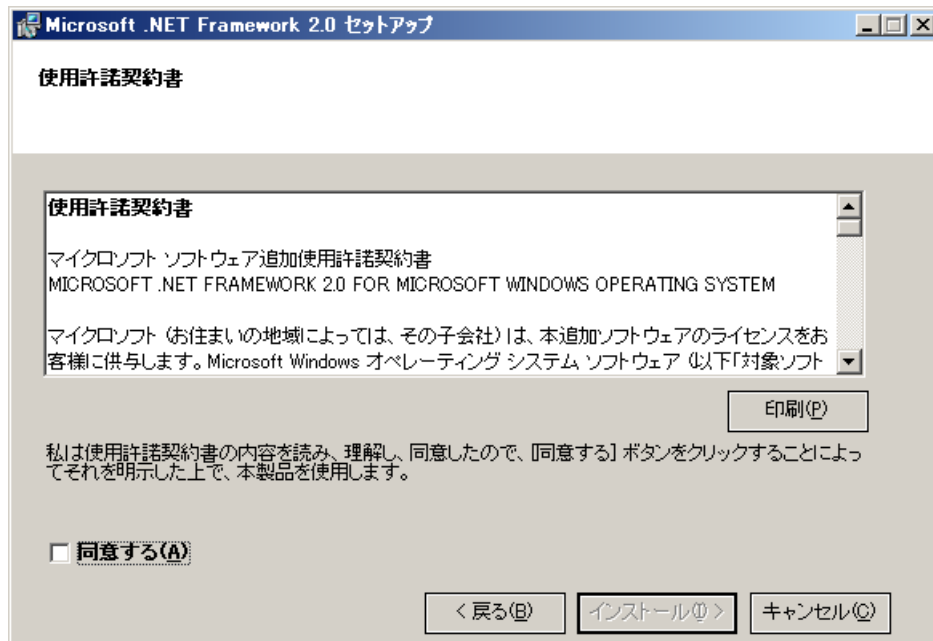 Microsoft .NET Framework 2.0 セットアップ
使用許諾契約書
使用許諾契約書
マイクロソフト ソフトウェア追加使用許諾契約書
MICROSOFT .NET FRAMEWORK 2.0 FOR MICROSOFT WINDOWS OPERATING SYSTEM
マイクロソフト (お住まいの地域によっては、その子会社) は、本追加ソフトウェアのライセンスをお
客様に供与します。Microsoft Windows オペレーティング システム ソフトウェア (以下「対象ソフト
印刷(P)
私は使用許諾契約書の内容を読み、理解し、同意したので、[同意する] ボタンをクリックすることによっ
てそれを明示した上で、本製品を使用します。
同意する(A)
< 戻る(B)
インストール(I) >
キャンセル(C)